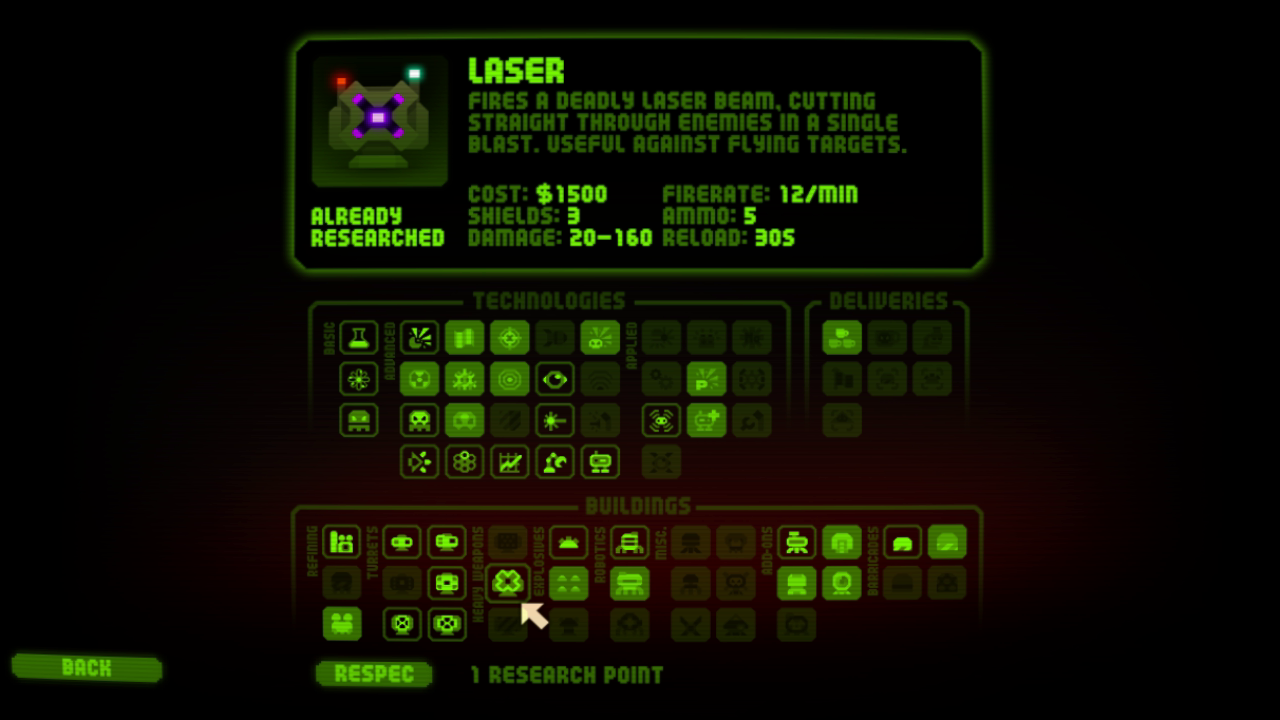 LASER
FIRES A DEADLY LASER BEAM, CUTTING
STRAIGHT THROUGH ENEMIES IN A SINGLE
BLAST. USEFUL AGAINST FLYING TARGETS.
COST: $1500 FIRERATE: 12/MIN
SHIELDS: 3 AMMO: 5
DAMAGE: 20-160 RELOAD: 30S
ALREADY
RESEARCHED
TECHNOLOGIES
BASIC
ADVANCED
APPLIED
P
DELIVERIES
BUILDINGS
REFINING
TURRETS
HEAVY WEAPONS
EXPLOSIVES
ROBOTICS
MISC.
ADD-ONS
BARRICADES
BACK
RESPEC
1 RESEARCH POINT